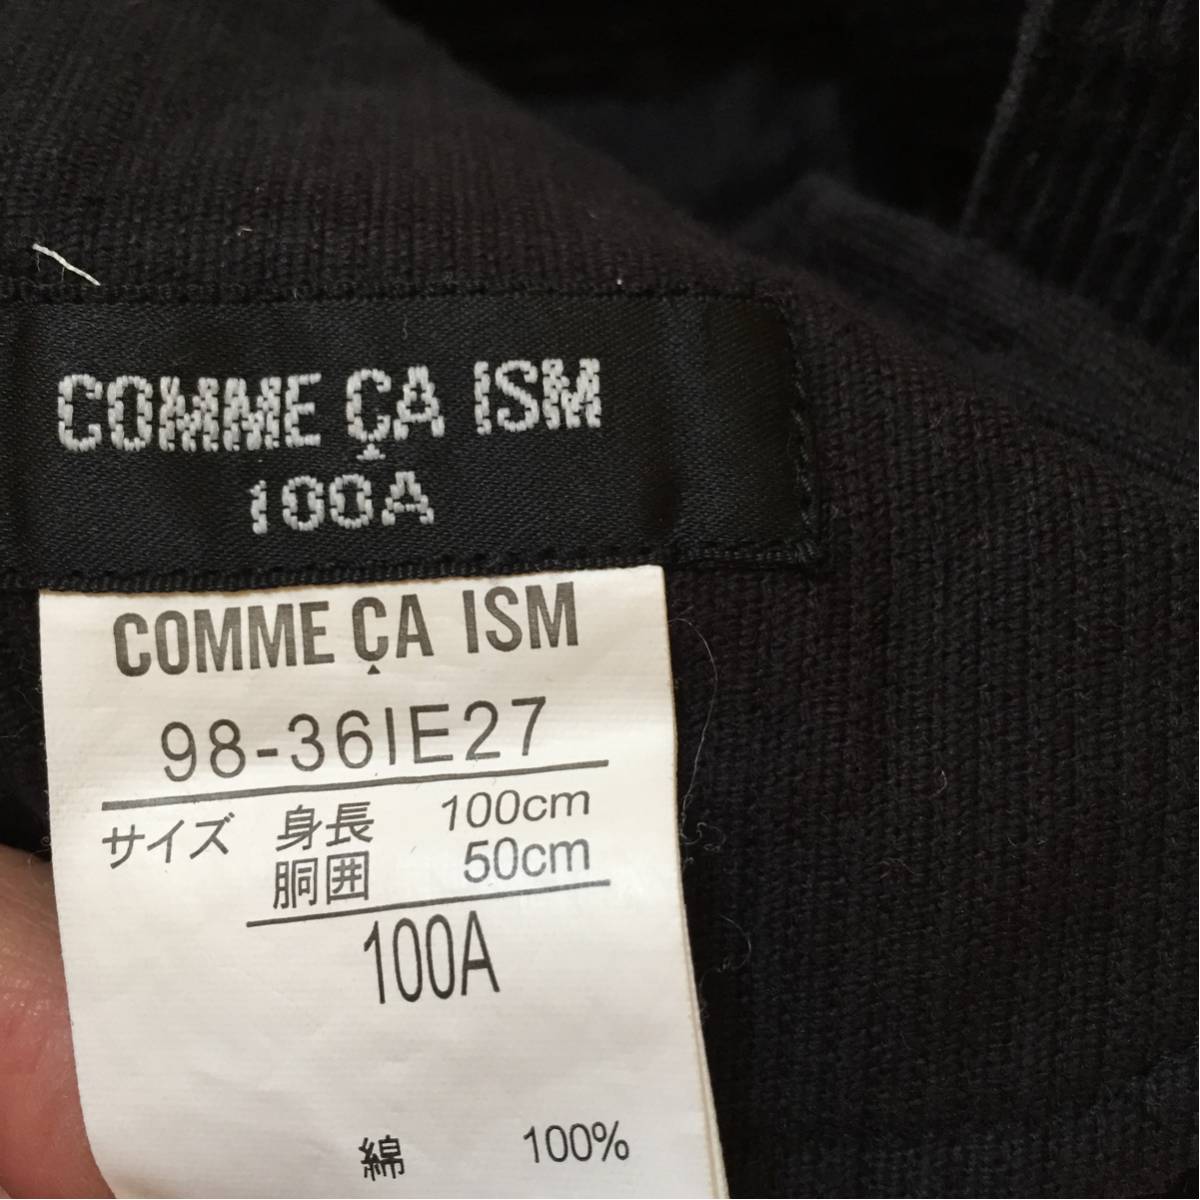 COMME ÇA ISM
100A
COMME ÇA ISM
98-36IE27
サイズ 身長 100cm
胴囲 50cm
100A
綿 100%